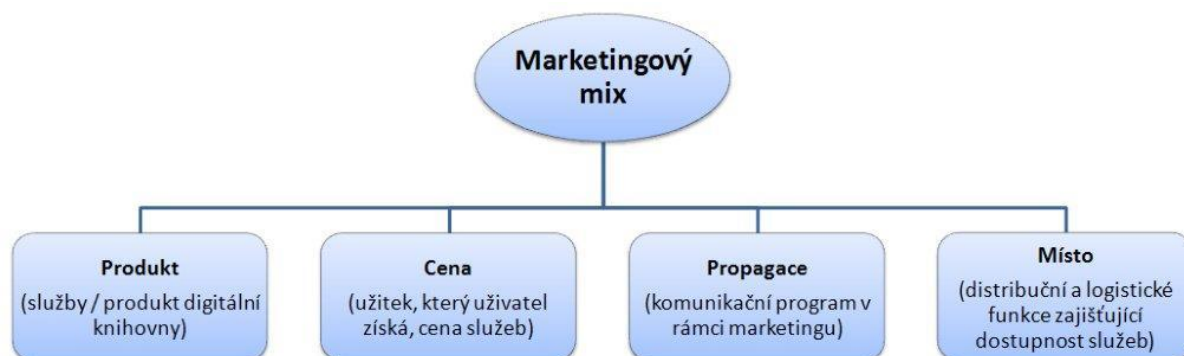 Marketingový
mix
Produkt
(služby / produkt digitální
knihovny)
Cena
(užitek, který uživatel
získá, cena služeb)
Propagace
(komunikační program v
rámci marketingu)
Místo
(distribuční a logistické
funkce zajišťující
dostupnost služeb)